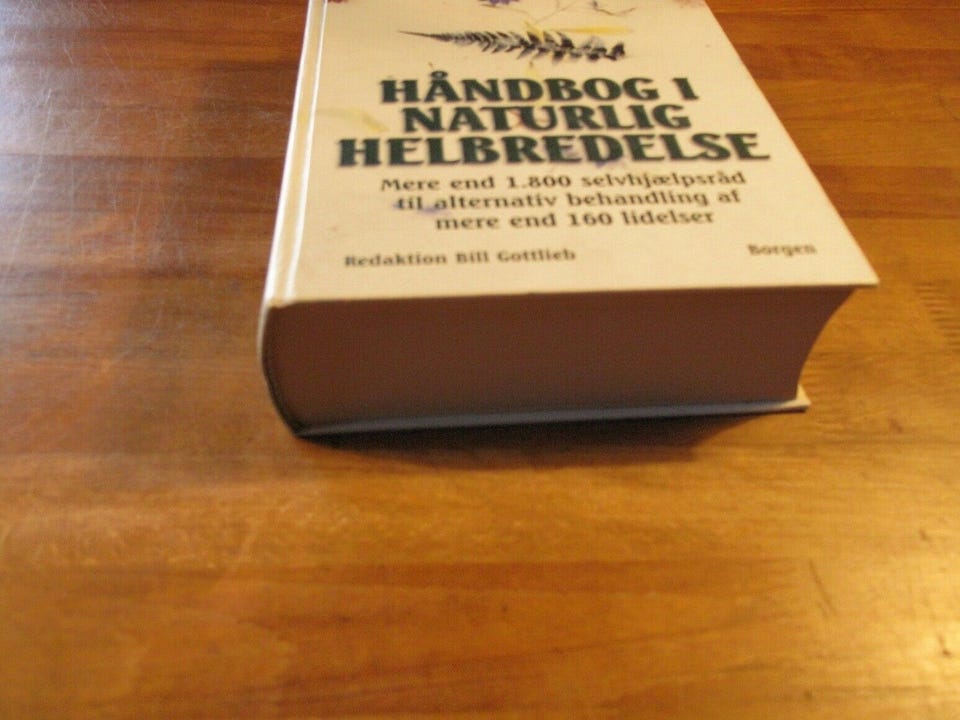 HÅNDBOG I
NATURLIG
HELBREDELSE
Mere end 1.800 selvhjælpsråd
til alternativ behandling af
mere end 160 lidelser
Redaktion Bill Gottlieb
Borgen